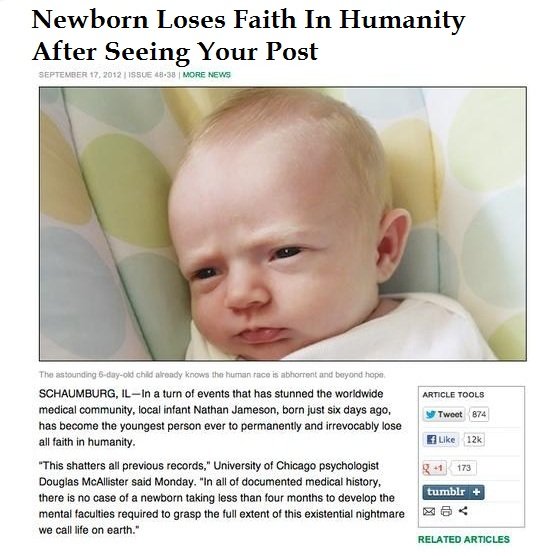 Newborn Loses Faith In Humanity
After Seeing Your Post
SEPTEMBER 17, 2012 | ISSUE 48•38 | MORE NEWS
The astounding 6-day-old child already knows the human race is abhorrent and beyond hope.
SCHAUMBURG, IL—In a turn of events that has stunned the worldwide
medical community, local infant Nathan Jameson, born just six days ago,
has become the youngest person ever to permanently and irrevocably lose
all faith in humanity.
"This shatters all previous records," University of Chicago psychologist
Douglas McAllister said Monday. "In all of documented medical history,
there is no case of a newborn taking less than four months to develop the
mental faculties required to grasp the full extent of this existential nightmare
we call life on earth."
ARTICLE TOOLS
Tweet 874
f Like 12k
+1 173
tumblr +
RELATED ARTICLES